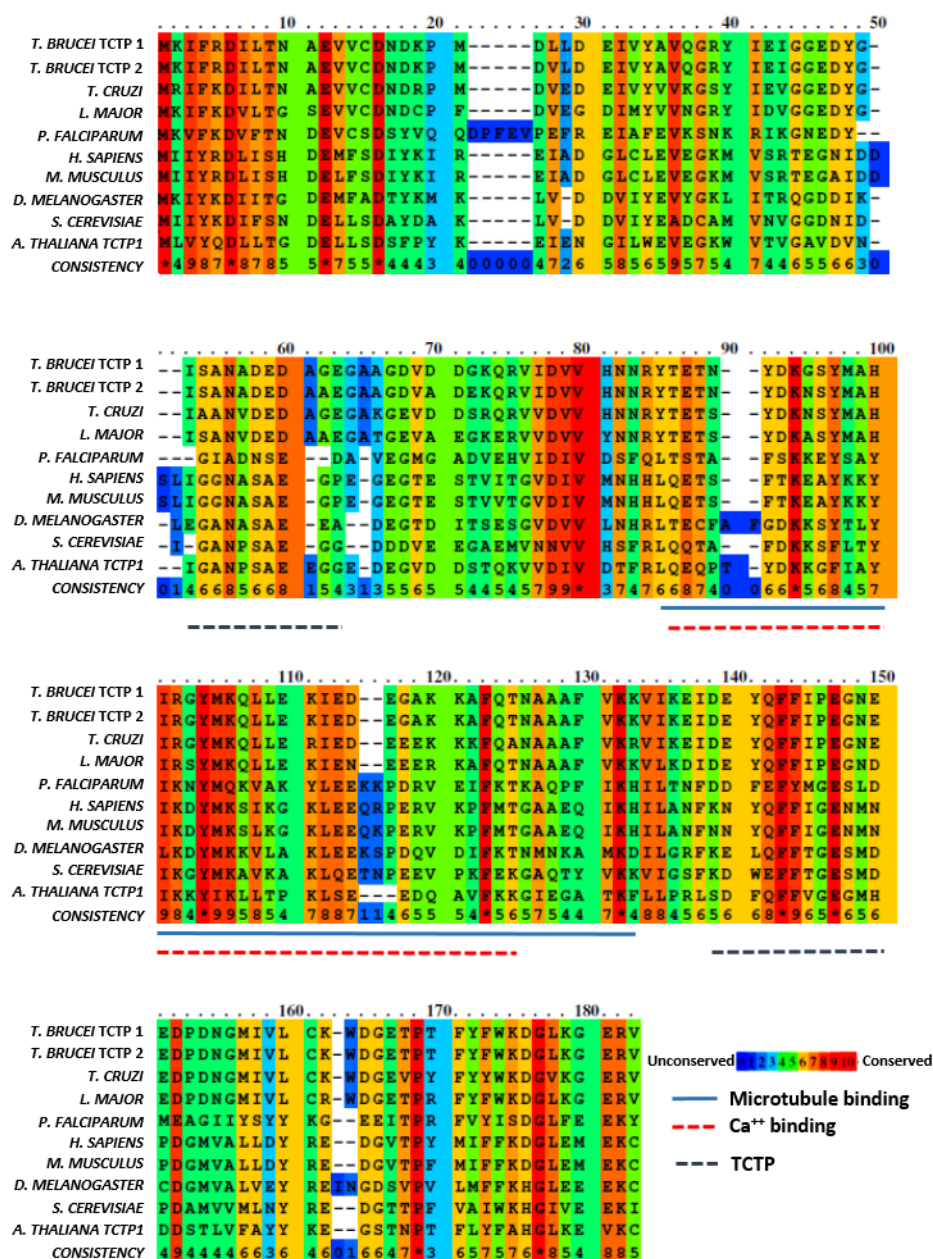 . . . . . . . . . 10 . . . . . . . . . 20 . . . . . . . . . 30 . . . . . . . . . 40 . . . . . . . . . 50
T. BRUCEI TCTP 1 MKIFRDILTN AEVVCDNDKP M-----DLLD EIVYAVQGRY IEIGGEDYG-
T. BRUCEI TCTP 2 MKIFRDILTN AEVVCDNDKP M-----DVLD EIVYAVQGRY IEIGGEDYG-
T. CRUZI MRIFKDILTN AEVVCDNDRP M-----DVED EIVYVVKGSY IEVGGEDYG-
L. MAJOR MKIFKDVLTG SEVVCDNDCP F-----DVEG DIMYVVNGRY IDVGGEDYG-
P. FALCIPARUM MKVFKDVFTN DEVCSDSYVQ QDPFEVPEFR EIAFEVKSNK RIKGNEDY--
H. SAPIENS MIIYRDLISH DEMFSDIYKI R-----EIAD GLCLEVEGKM VSRTEGNIDD
M. MUSCULUS MIIYRDLISH DELFSDIYKI R-----EIAD GLCLEVEGKM VSRTEGAIDD
D. MELANOGASTER MKIYKDIITG DEMFADTYKM K-----LV-D DVIYEVYGKL ITRQGDDIK-
S. CEREVISIAE MIIYKDIFSN DELLSDAYDA K-----LV-D DVIYEADCAM VNVGGDNID-
A. THALIANA TCTP1 MLVYQDLLTG DELLSDSFPY K-----EIEN GILWEVEGKW VTVGAVDVN-
CONSISTENCY *4987*8785 5*755*4443 4000004726 5856595754 7446556630
. . . . . . . . . 60 . . . . . . . . . 70 . . . . . . . . . 80 . . . . . . . . . 90 . . . . . . . . . 100
T. BRUCEI TCTP 1 --ISANADED AGEGAAGDVD DGKQRVIDVV HNNRYTETN- -YDKGSYMAH
T. BRUCEI TCTP 2 --ISANADED AAEGAAGDVA DEKQRVIDVV HNNRYTETN- -YDKNSYMAH
T. CRUZI --IAANVDED AGEGAKGEVD DSRQRVVDVV HNNRYTETS- -YDKNSYMAH
L. MAJOR --ISANVDED AAEGATGEVA EGKERVVDVV YNNRYTETS- -YDKASYMAH
P. FALCIPARUM ---GIADNSE --DA-VEGMG ADVEHVIDIV DSFQLTSTA- -FSKKEYSAY
H. SAPIENS SLIGGNASAE -GPE-GEGTE STVITGVDIV MNHHLQETS- -FTKEAYKKY
M. MUSCULUS SLIGGNASAE -GPE-GEGTE STVVTGVDIV MNHHLQETS- -FTKEAYKKY
D. MELANOGASTER -LEGANASAE -EA--DEGTD ITSESGVDVV LNHRLTECFA FGDKKSYTLY
S. CEREVISIAE -I-GANPSAE -GG--DDDVE EGAEMVNNVV HSFRLQQTA- -FDKKSFLTY
A. THALIANA TCTP1 --IGANPSAE EGGE-DEGVD DSTQKVVDIV DTFRLQEQPT -YDKKGFIAY
CONSISTENCY 0146685568 1543135564 554545799* 3747668740 066*568457
. . . . . . . . . 110 . . . . . . . . . 120 . . . . . . . . . 130 . . . . . . . . . 140 . . . . . . . . . 150
T. BRUCEI TCTP 1 IRGYMKQLLE KIED--EGAK KAFQTNAAAF VKKVIKEIDE YQFFIPEGNE
T. BRUCEI TCTP 2 IRGYMKQLLE KIED--EGAK KAFQTNAAAF VKKVIKEIDE YQFFIPEGNE
T. CRUZI IRGYMKQLLE RIED--EEEK KKFQANAAAF VKRVIKEIDE YQFFIPEGNE
L. MAJOR IRSYMKQLLE KIEN--EEER KAFQTNAAAF VKKVLKDIDE YQFFIPEGNE
P. FALCIPARUM IKNYMQKVAK YLEEKKPDRV EIFKTKAQPF IKHILTNFDD FEFYMGESLD
H. SAPIENS IKDYMKSIKG KLEEQRPERV KPFMTGAAEQ IKHILANFKN YQFFIGENMN
M. MUSCULUS IKDYMKSLKG KLEEQKPERV KPFMTGAAEQ IKHILANFNN YQFFIGENMN
D. MELANOGASTER LKDYMKKVLA KLEEKSPDQV DIFKTNMNKA MKDILGRFKE LQFFTGESMD
S. CEREVISIAE IKGYMKAVKA KLQETNPEEV PKFEKGAQTY VKKVIGSFKD WEFFTGESMD
A. THALIANA TCTP1 IKKYIKLLTP KLSE---EDQ AVFKKGIEGA TKFLLPRLSD FQFFVGEGMH
CONSISTENCY 984*995854 7887114655 54*5657544 7*48845656 68*965*656
. . . . . . . . . 160 . . . . . . . . . 170 . . . . . . . . . 180 . . .
T. BRUCEI TCTP 1 EDPDNGMIVL CK-WDGETPT FYFWKDGLKG ERV
T. BRUCEI TCTP 2 EDPDNGMIVL CK-WDGETPT FYFWKDGLKG ERV
T. CRUZI EDPDNGMIVL CK-WDGEVPY FYYWKDGVKG ERV
L. MAJOR EDPDNGMIVL CR-WDGETPR FYFWKDGLKG ERV
P. FALCIPARUM MEAGIIYSYY KG--EEITPR FVYISDGLFE EKY
H. SAPIENS PDGMVALLDY RE--DGVTPY MIFFKDGLEM EKC
M. MUSCULUS PDGMVALLDY RE--DGVTPF MIFFKDGLEM EKC
D. MELANOGASTER CDGMVALVEY REINGDSVPV LMFFKHGLEE EKC
S. CEREVISIAE PDAMVVMLNY RE--DGTTPF VAIWKHGIVE EKI
A. THALIANA TCTP1 DDSTLVFAYY KE--GSTNPT FLYFAHGLKE VKC
CONSISTENCY 4944446636 46016647*3 657576*854 885
Unconserved 0 1 2 3 4 5 6 7 8 9 10 Conserved
Microtubule binding
Ca++ binding
TCTP